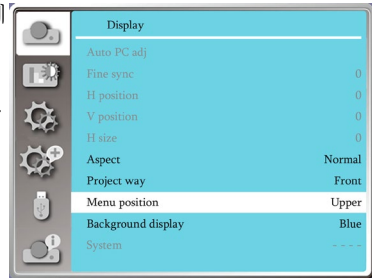 Display
Auto PC adj
Fine sync 0
H position 0
V position 0
H size 0
Aspect Normal
Project way Front
Menu position Upper
Background display Blue
System - - - -